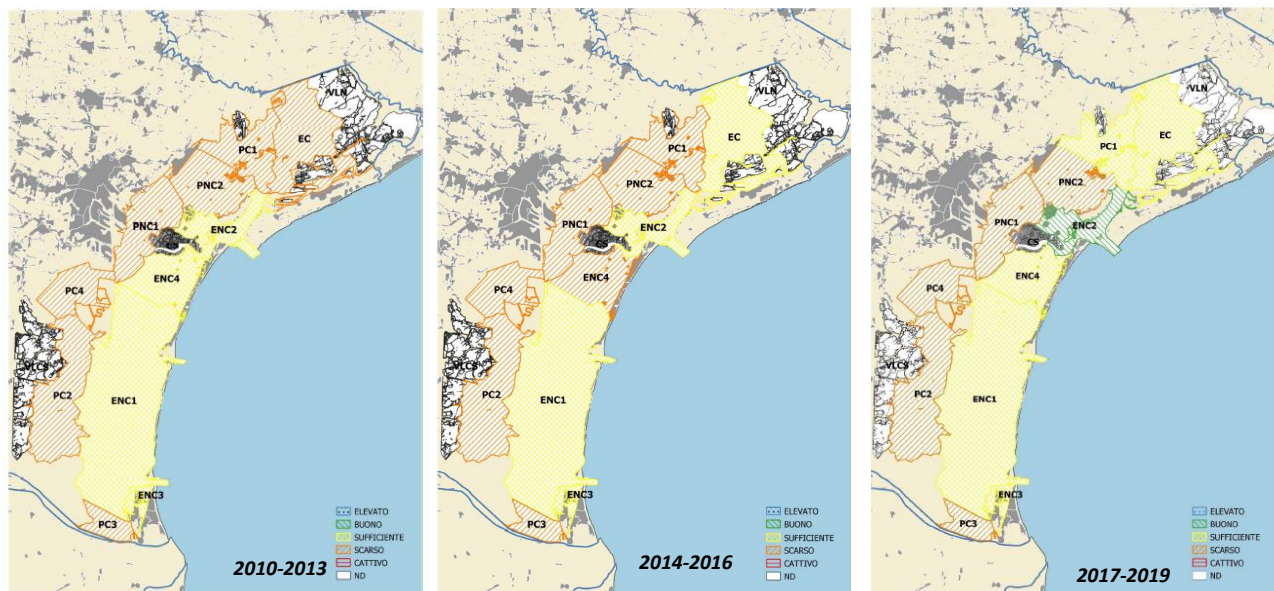 VLN
EC
PC1
PNC2
PNC1
ENC2
CS
ENC4
PC4
VLCS
PC2
ENC1
ENC3
PC3
ELEVATO
BUONO
SUFFICIENTE
SCARSO
CATTIVO
ND
2010-2013
VLN
EC
PC1
PNC2
PNC1
ENC2
CS
ENC4
PC4
VLCS
PC2
ENC1
ENC3
PC3
ELEVATO
BUONO
SUFFICIENTE
SCARSO
CATTIVO
ND
2014-2016
VLN
EC
PC1
PNC2
PNC1
ENC2
CS
ENC4
PC4
VLCS
PC2
ENC1
ENC3
PC3
ELEVATO
BUONO
SUFFICIENTE
SCARSO
CATTIVO
ND
2017-2019